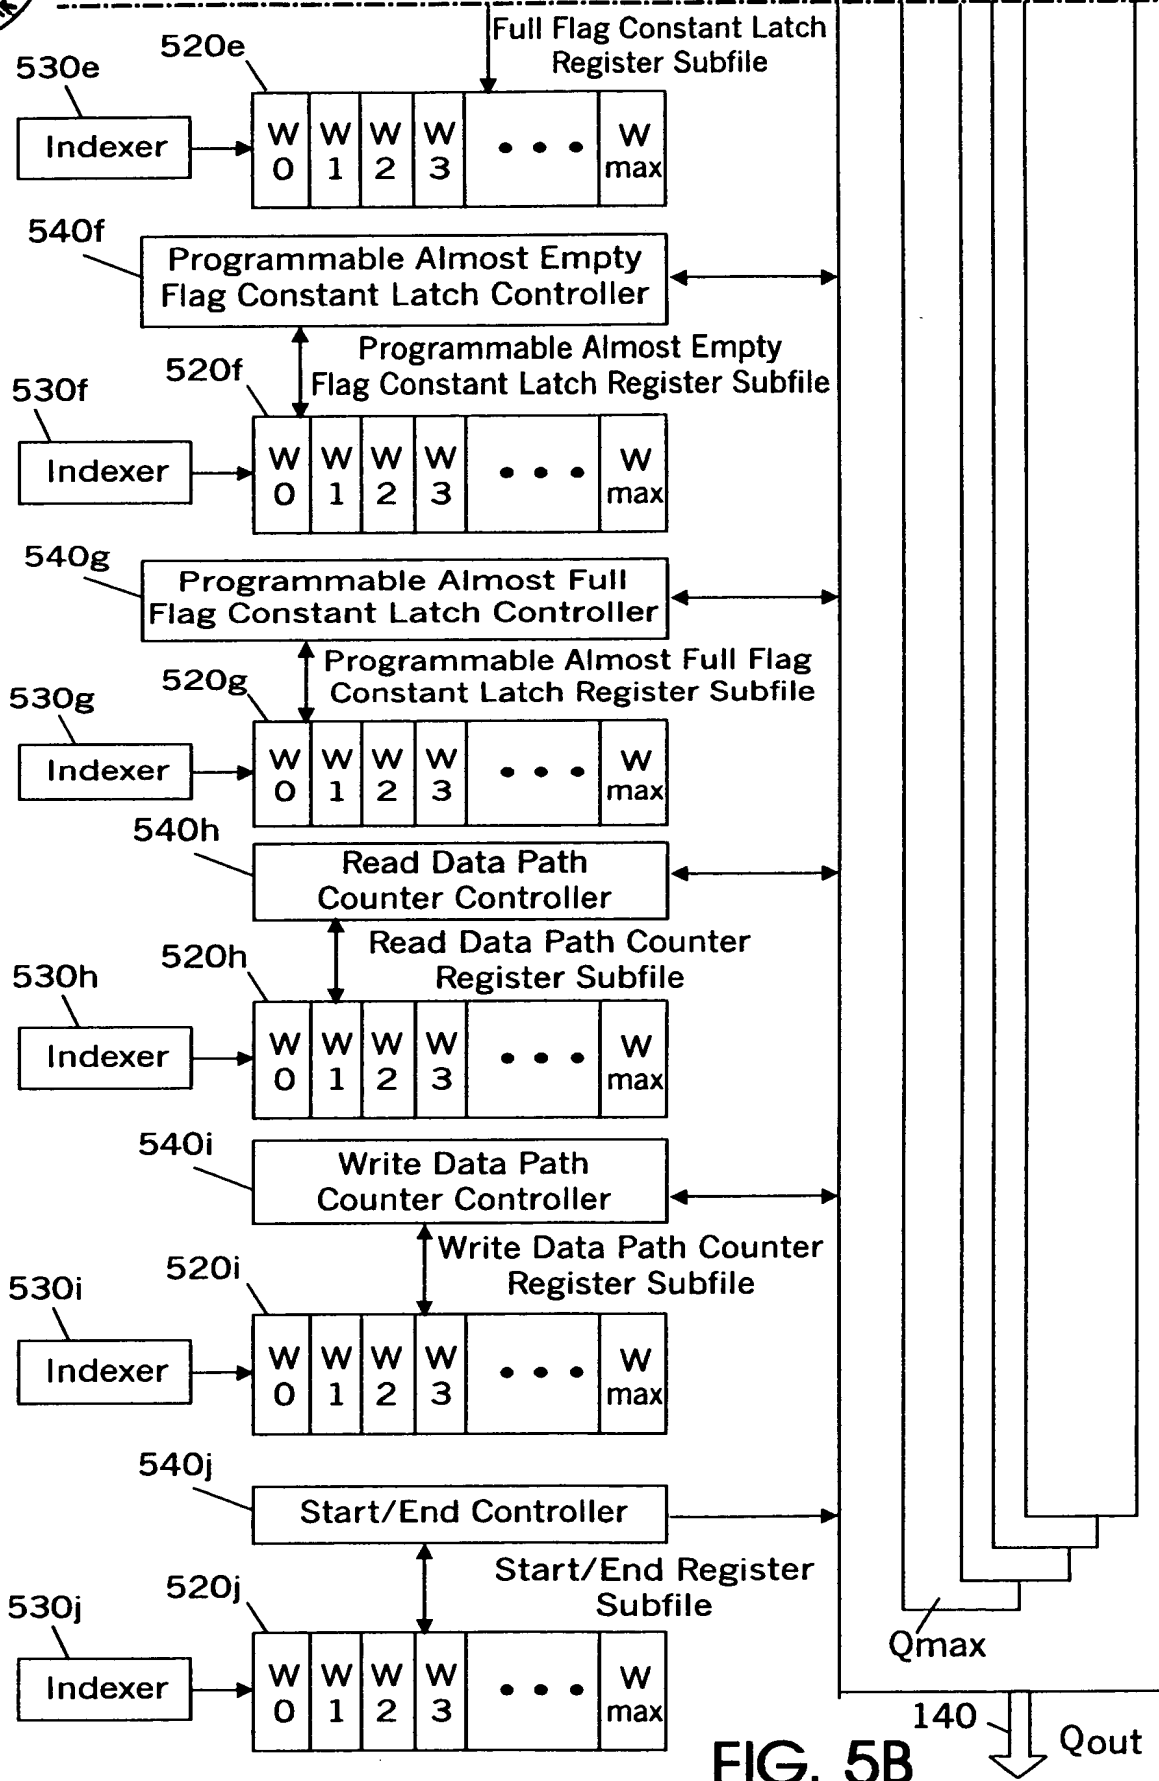 Full Flag Constant Latch
Register Subfile
520e
530e
Indexer
W W W W W
0 1 2 3 • • • max
540f
Programmable Almost Empty
Flag Constant Latch Controller
Programmable Almost Empty
Flag Constant Latch Register Subfile
520f
530f
Indexer
W W W W W
0 1 2 3 • • • max
540g
Programmable Almost Full
Flag Constant Latch Controller
Programmable Almost Full Flag
Constant Latch Register Subfile
520g
530g
Indexer
W W W W W
0 1 2 3 • • • max
540h
Read Data Path
Counter Controller
Read Data Path Counter
Register Subfile
520h
530h
Indexer
W W W W W
0 1 2 3 • • • max
540i
Write Data Path
Counter Controller
Write Data Path Counter
Register Subfile
520i
530i
Indexer
W W W W W
0 1 2 3 • • • max
540j
Start/End Controller
Start/End Register
Subfile
520j
530j
Indexer
W W W W W
0 1 2 3 • • • max
Qmax
140
Qout
FIG. 5B